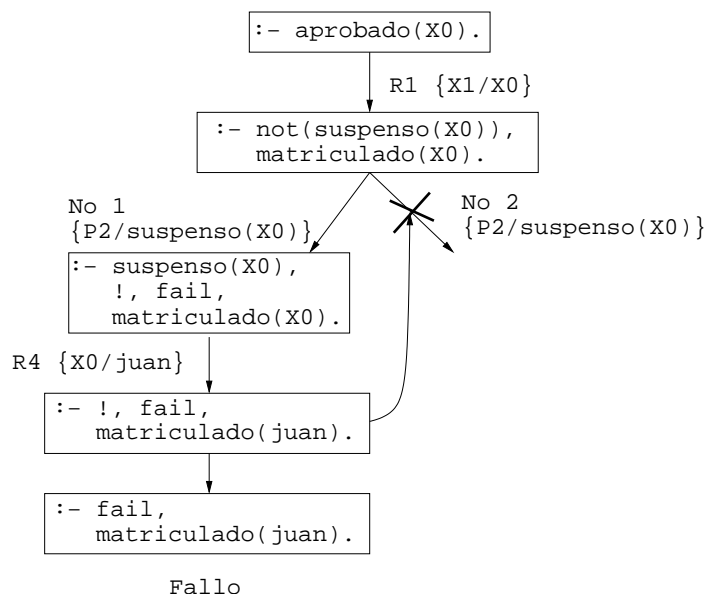 :- aprobado(X0).
R1 {X1/X0}
:- not(suspenso(X0)),
matriculado(X0).
No 1
{P2/suspenso(X0)}
No 2
{P2/suspenso(X0)}
:- suspenso(X0),
!, fail,
matriculado(X0).
R4 {X0/juan}
:- !, fail,
matriculado(juan).
:- fail,
matriculado(juan).
Fallo